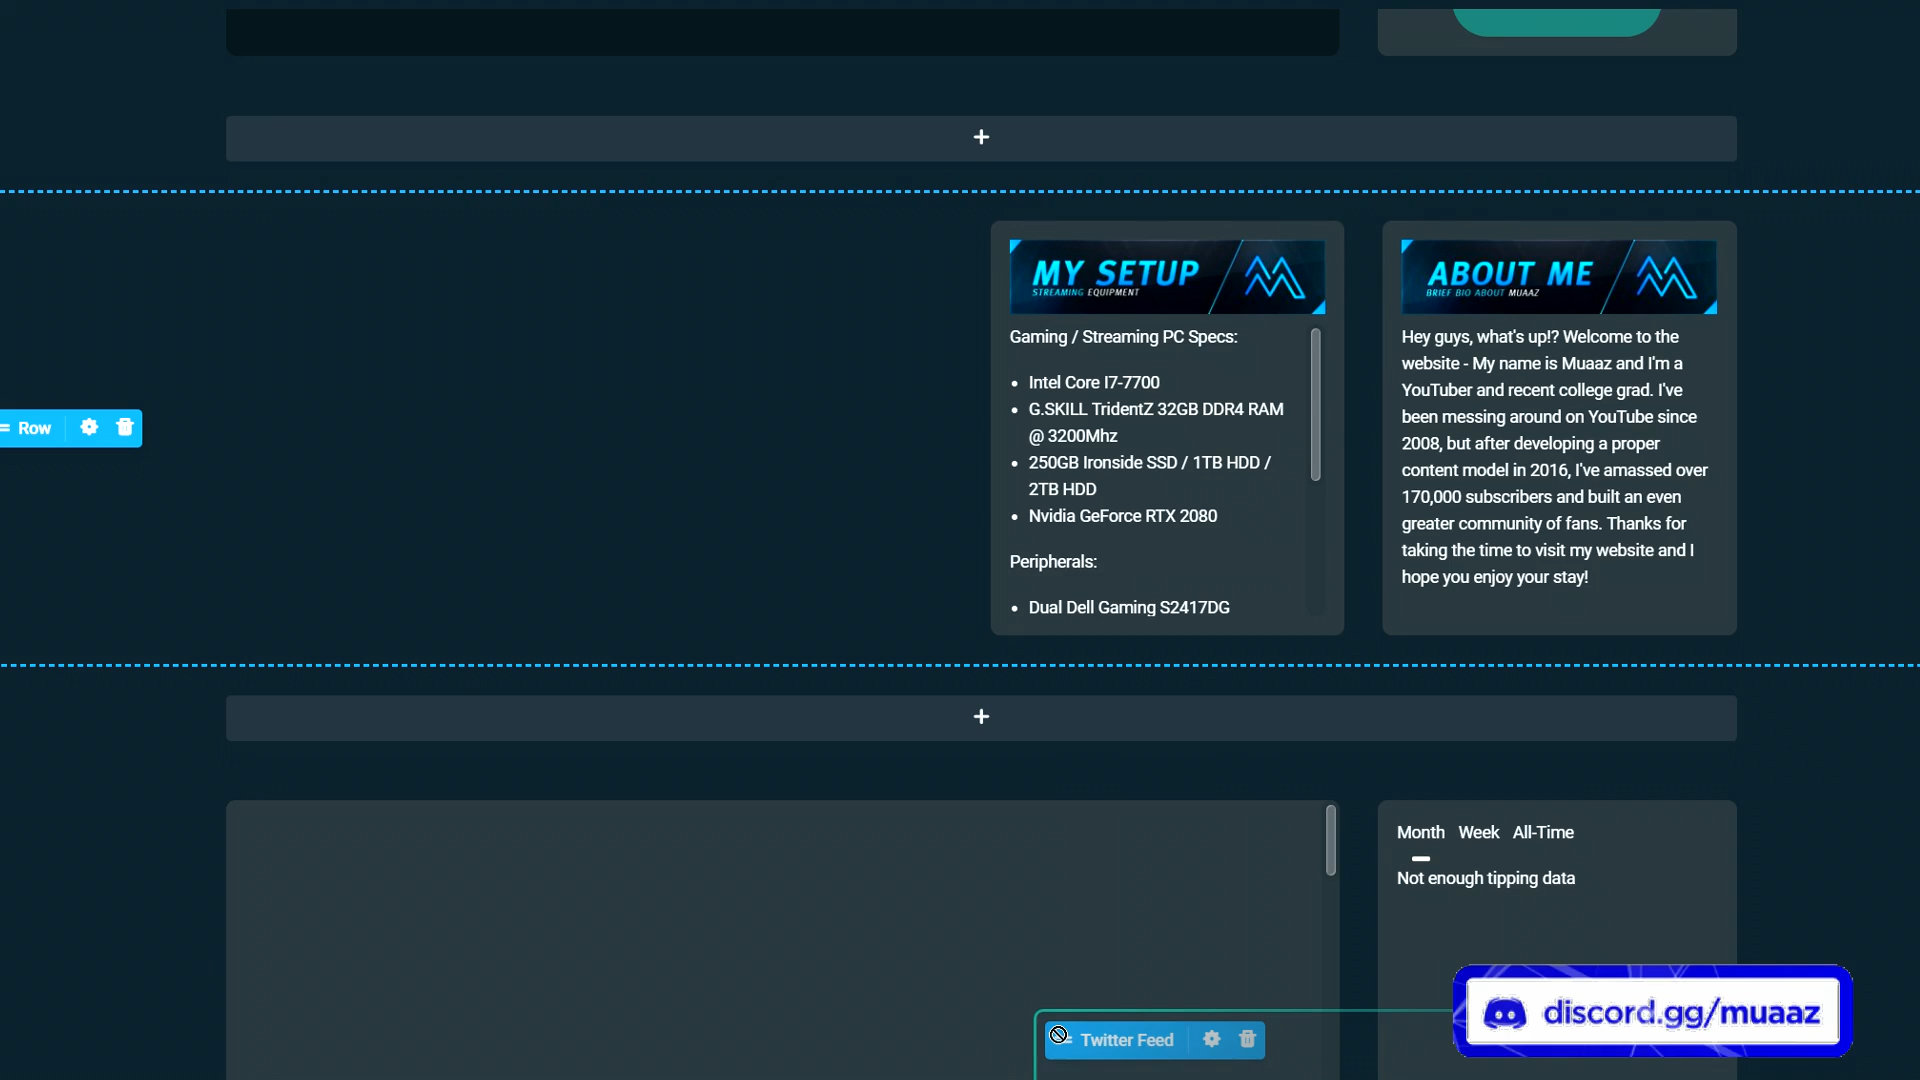 +
MY SETUP
STREAMING EQUIPMENT
Gaming / Streaming PC Specs:
• Intel Core I7-7700
• G.SKILL TridentZ 32GB DDR4 RAM
@ 3200Mhz
• 250GB Ironside SSD / 1TB HDD /
2TB HDD
• Nvidia GeForce RTX 2080
Peripherals:
• Dual Dell Gaming S2417DG
ABOUT ME
BRIEF BIO ABOUT MUAAZ
Hey guys, what's up!? Welcome to the
website - My name is Muaaz and I'm a
YouTuber and recent college grad. I've
been messing around on YouTube since
2008, but after developing a proper
content model in 2016, I've amassed over
170,000 subscribers and built an even
greater community of fans. Thanks for
taking the time to visit my website and I
hope you enjoy your stay!
Row
+
Month Week All-Time
Not enough tipping data
Twitter Feed
discord.gg/muaaz